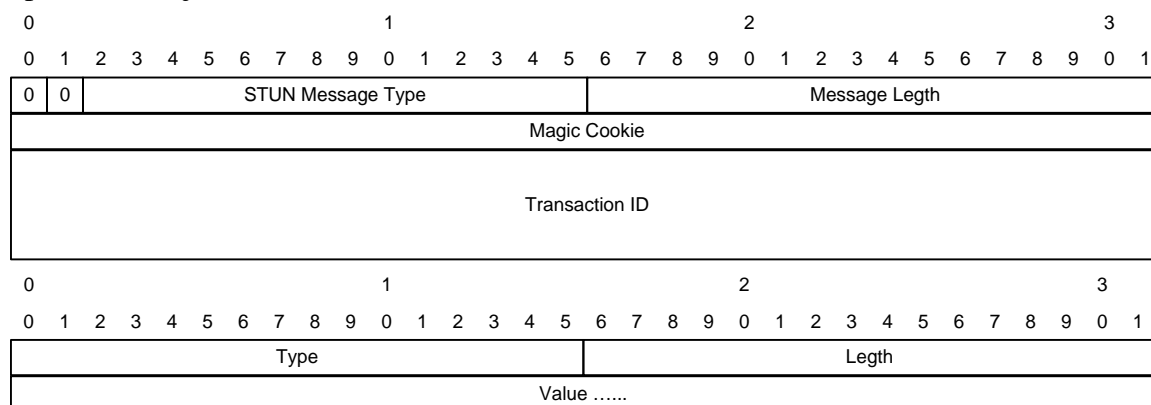 0 1 2 3
0 1 2 3 4 5 6 7 8 9 0 1 2 3 4 5 6 7 8 9 0 1 2 3 4 5 6 7 8 9 0 1
0 0 STUN Message Type Message Legth
Magic Cookie
Transaction ID
0 1 2 3
0 1 2 3 4 5 6 7 8 9 0 1 2 3 4 5 6 7 8 9 0 1 2 3 4 5 6 7 8 9 0 1
Type Legth
Value …...